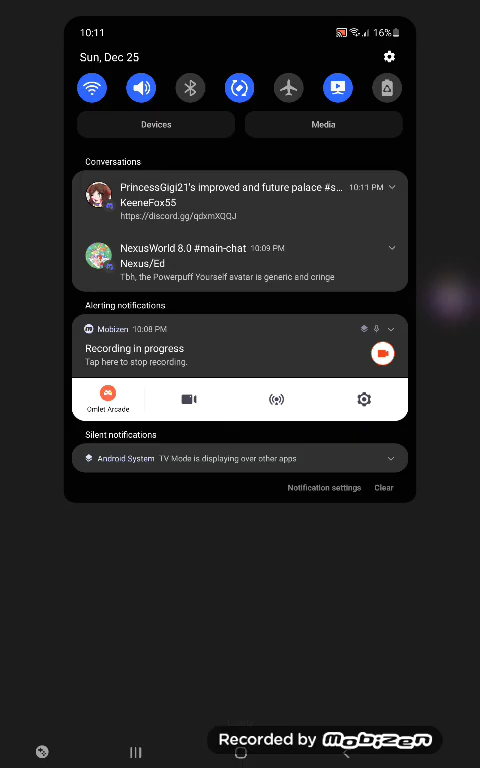 10:11
16%
Sun, Dec 25
Devices
Media
Conversations
PrincessGigi21's improved and future palace #s... 10:11 PM
KeeneFox55
https://discord.gg/qdxmXQQJ
NexusWorld 8.0 #main-chat 10:09 PM
Nexus/Ed
Tbh, the Powerpuff Yourself avatar is generic and cringe
Alerting notifications
Mobizen 10:08 PM
Recording in progress
Tap here to stop recording.
Omlet Arcade
Silent notifications
Android System TV Mode is displaying over other apps
Notification settings
Clear
Recorded by mobizen